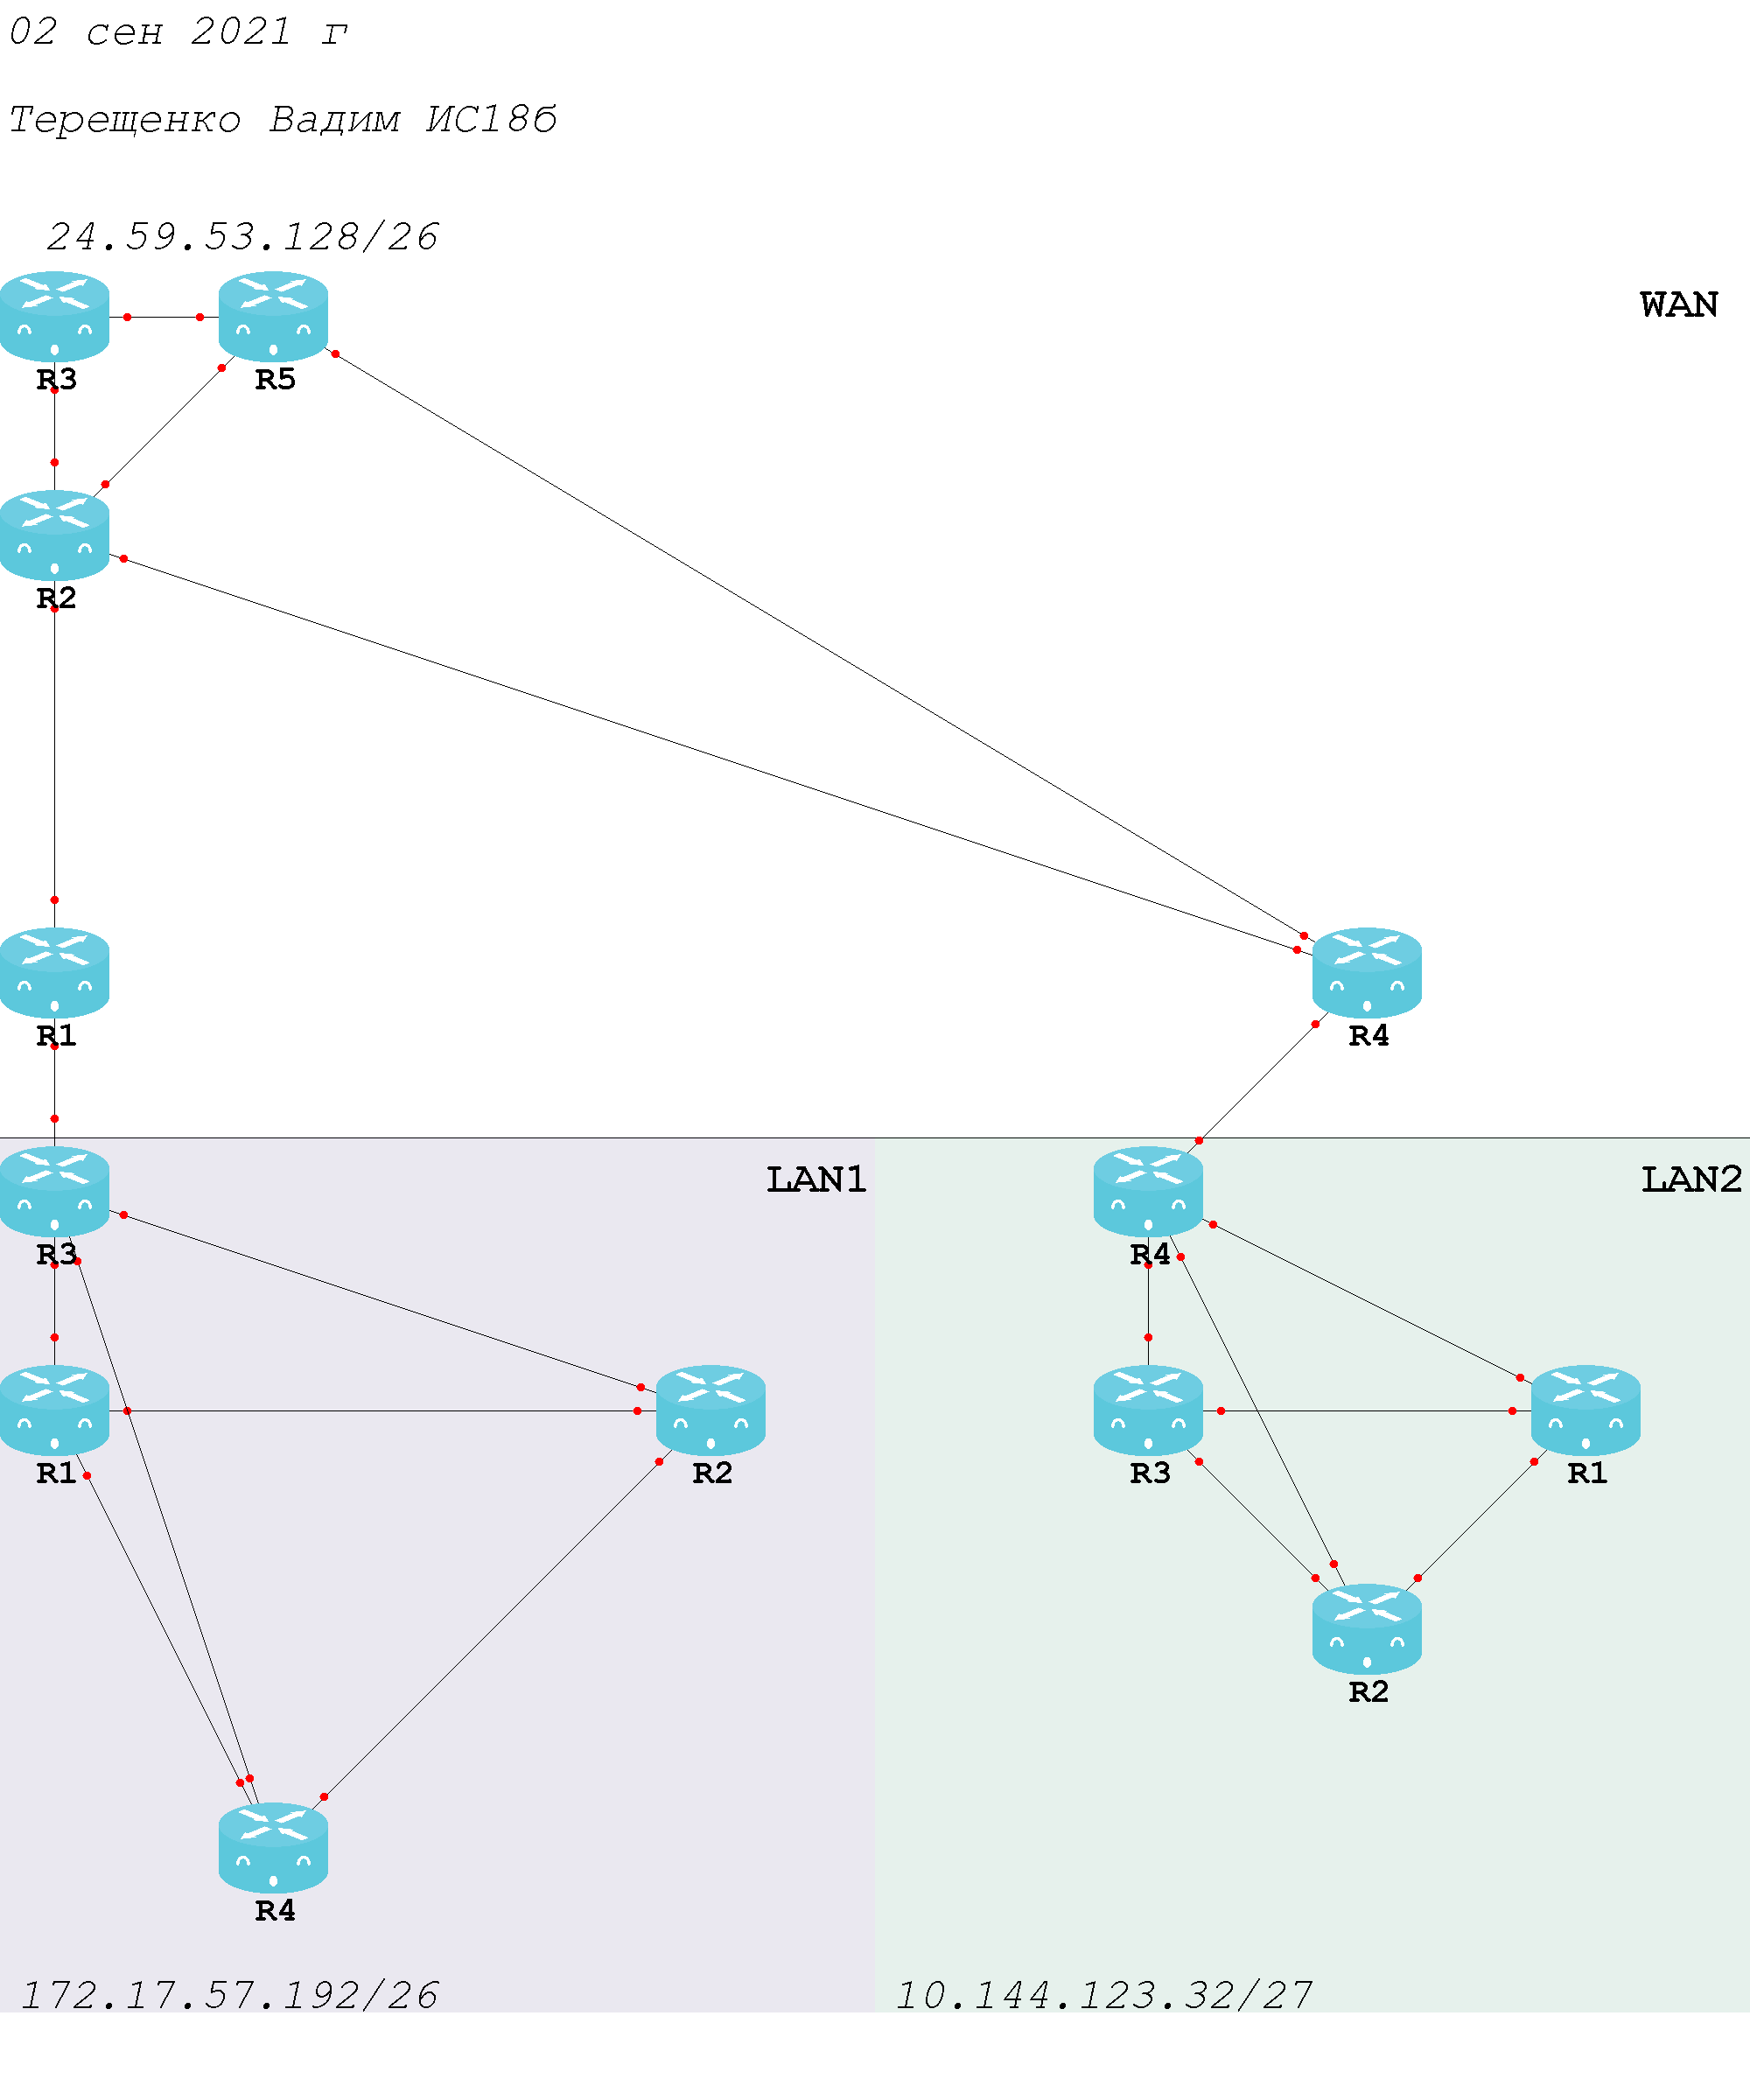 02 сен 2021 г
Терещенко Вадим ИС18б
24.59.53.128/26
WAN
R3
R5
R2
R1
R4
LAN1
LAN2
R3
R4
R1
R2
R3
R1
R2
R4
172.17.57.192/26
10.144.123.32/27